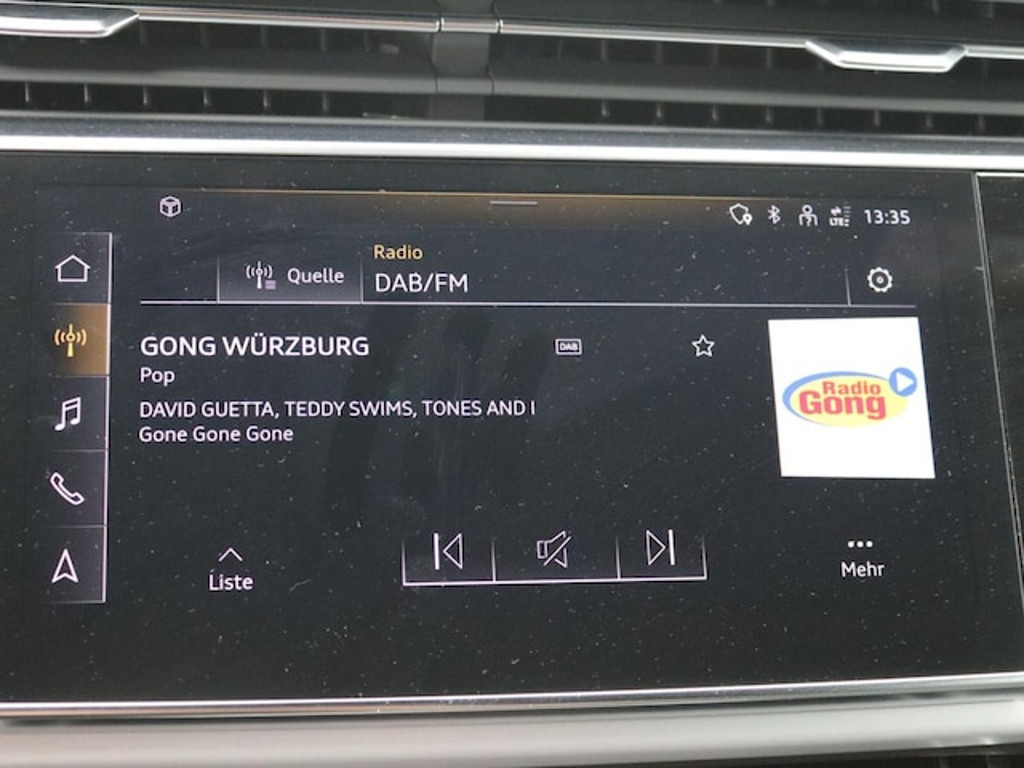 LTE
13:35
Radio
Quelle
DAB/FM
GONG WÜRZBURG
DAB
Pop
DAVID GUETTA, TEDDY SWIMS, TONES AND I
Gone Gone Gone
Radio
Gong
Liste
Mehr